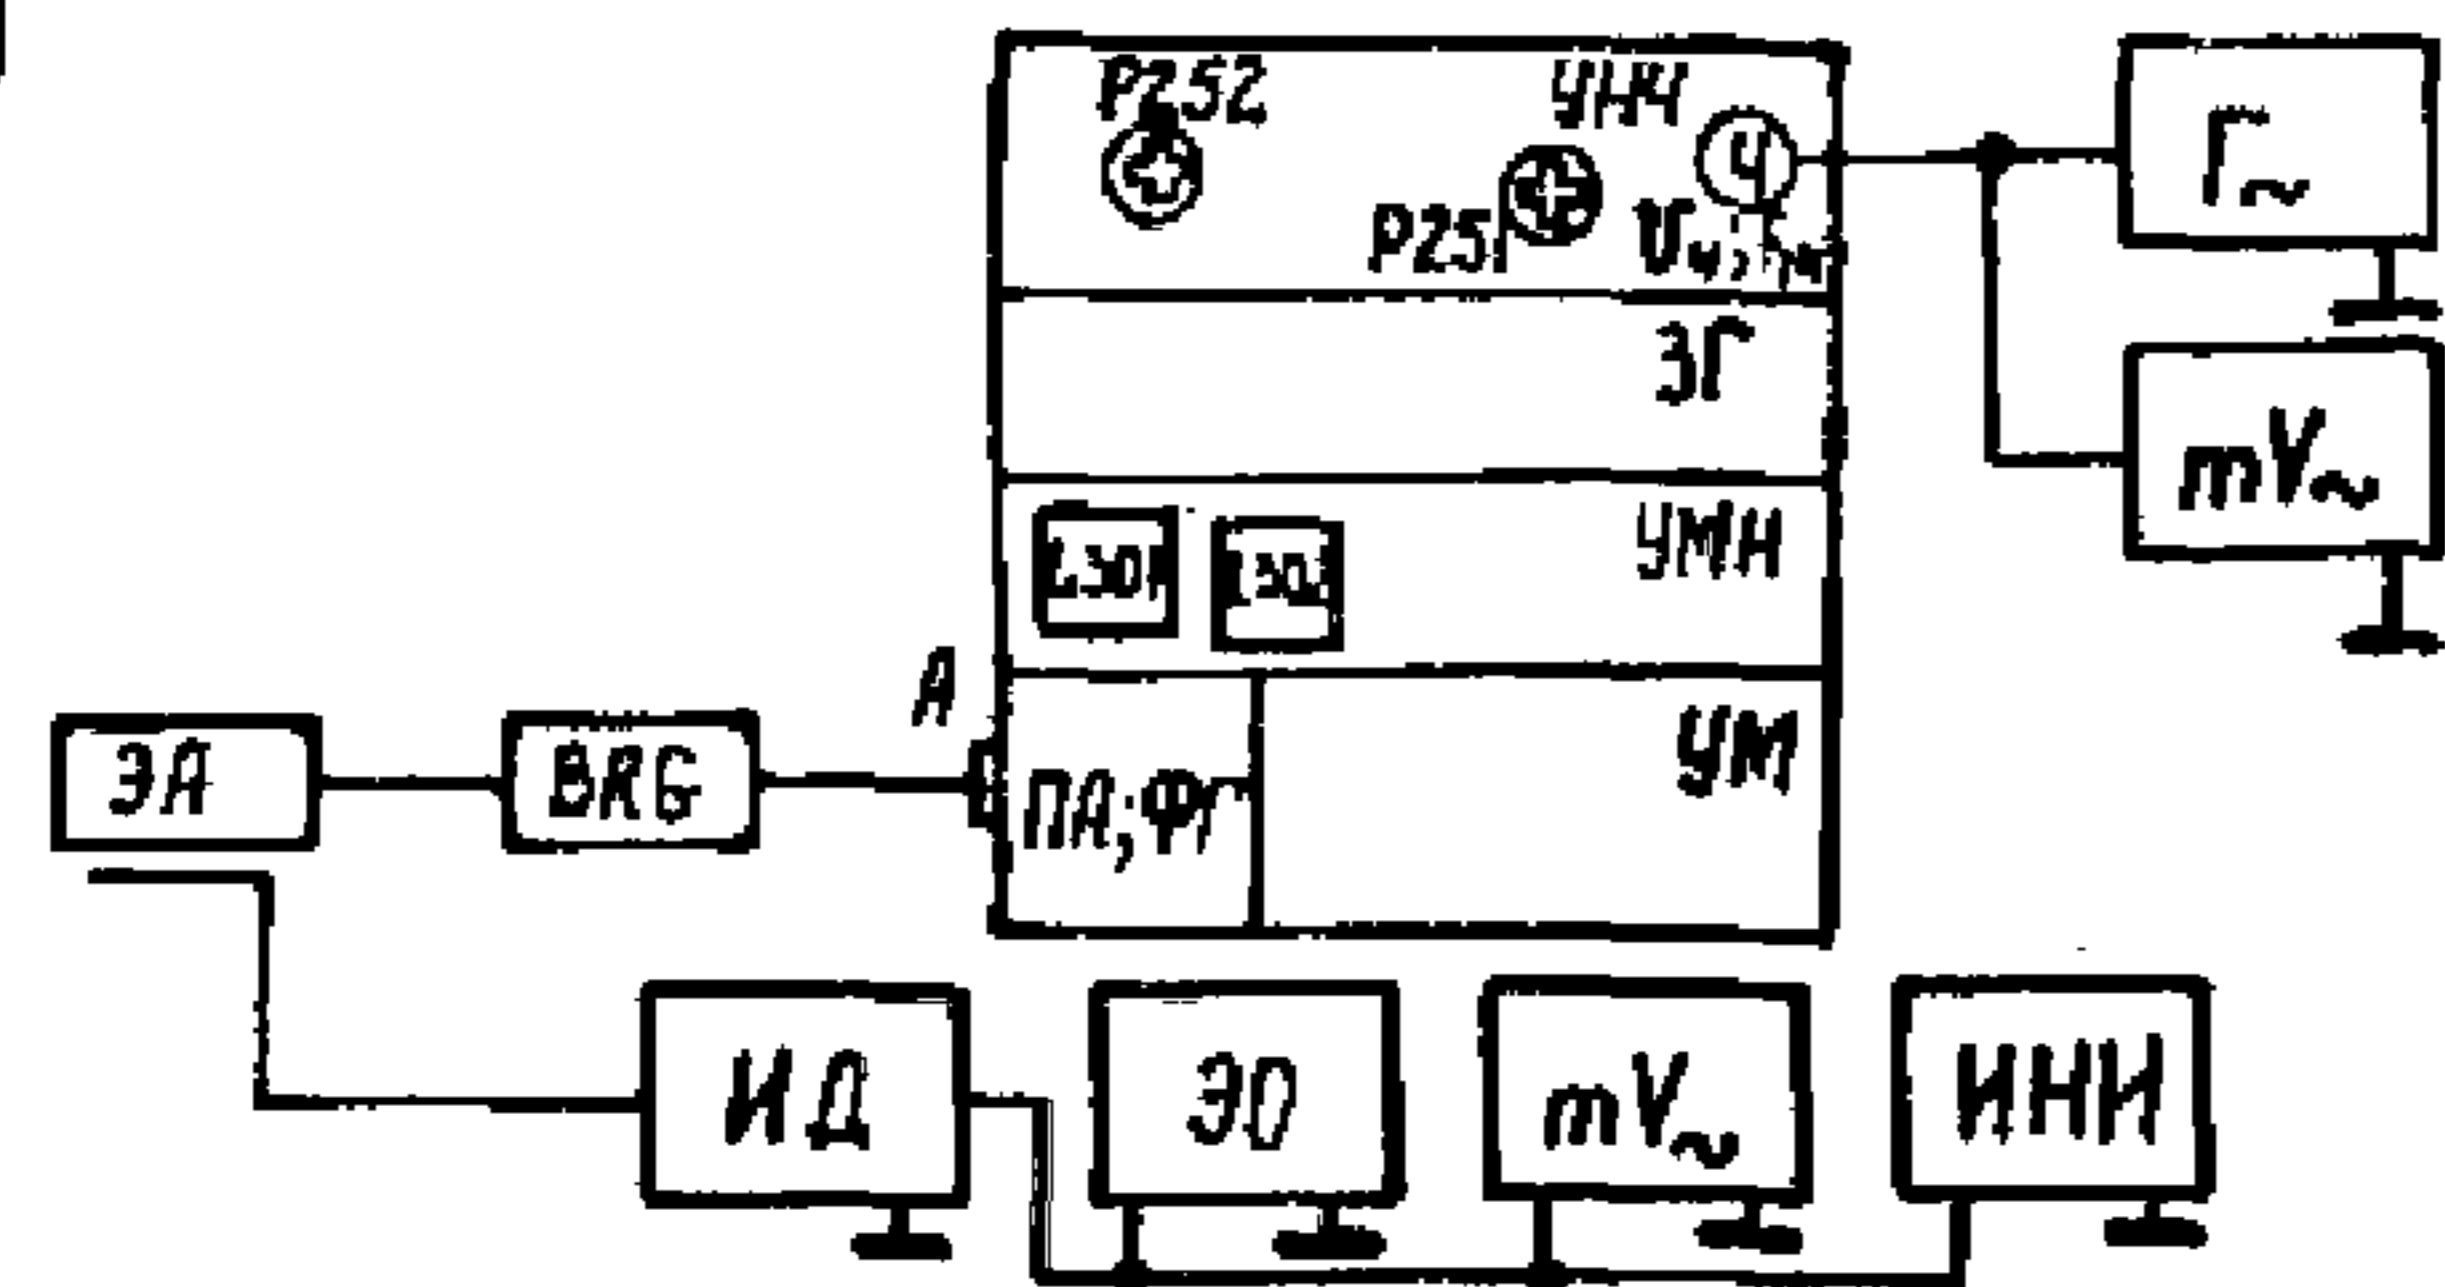 Р252
УНЧ
Ч
Г~
Р251
ЗГ
mV~
УМН
А
УМ
ЭА
BRG
ПА; Фг
ИД
ЭО
mV~
ИНИ